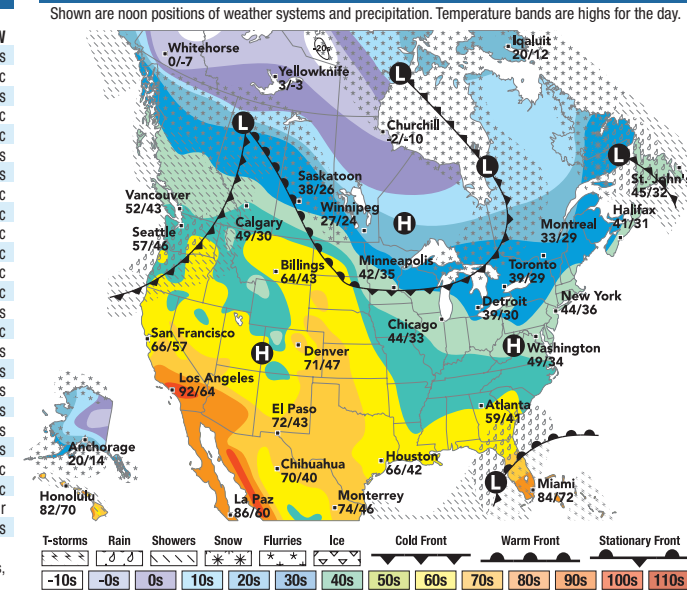 Shown are noon positions of weather systems and precipitation. Temperature bands are highs for the day.
W
s
c
s
c
c
s
s
c
c
c
c
c
c
s
c
s
s
s
s
s
s
c
c
r
s
s,
-20s
Whitehorse
0/-7
Yellowknife
3/-3
Iqaluit
20/12
L
L
Churchill
-2/-10
L
L
Saskatoon
38/26
St. John's
45/32
Vancouver
52/43
Winnipeg
27/24
Halifax
41/31
Calgary
49/30
H
Montreal
33/29
Seattle
57/46
Billings
64/43
Minneapolis
42/35
Toronto
39/29
Detroit
39/30
New York
44/36
Chicago
44/33
San Francisco
66/57
H
Denver
71/47
H
Washington
49/34
Los Angeles
92/64
El Paso
72/43
Atlanta
59/41
Anchorage
20/14
Chihuahua
70/40
Houston
66/42
L
Miami
84/72
Honolulu
82/70
La Paz
86/60
Monterrey
74/46
T-storms Rain Showers Snow Flurries Ice Cold Front Warm Front Stationary Front
-10s -0s 0s 10s 20s 30s 40s 50s 60s 70s 80s 90s 100s 110s